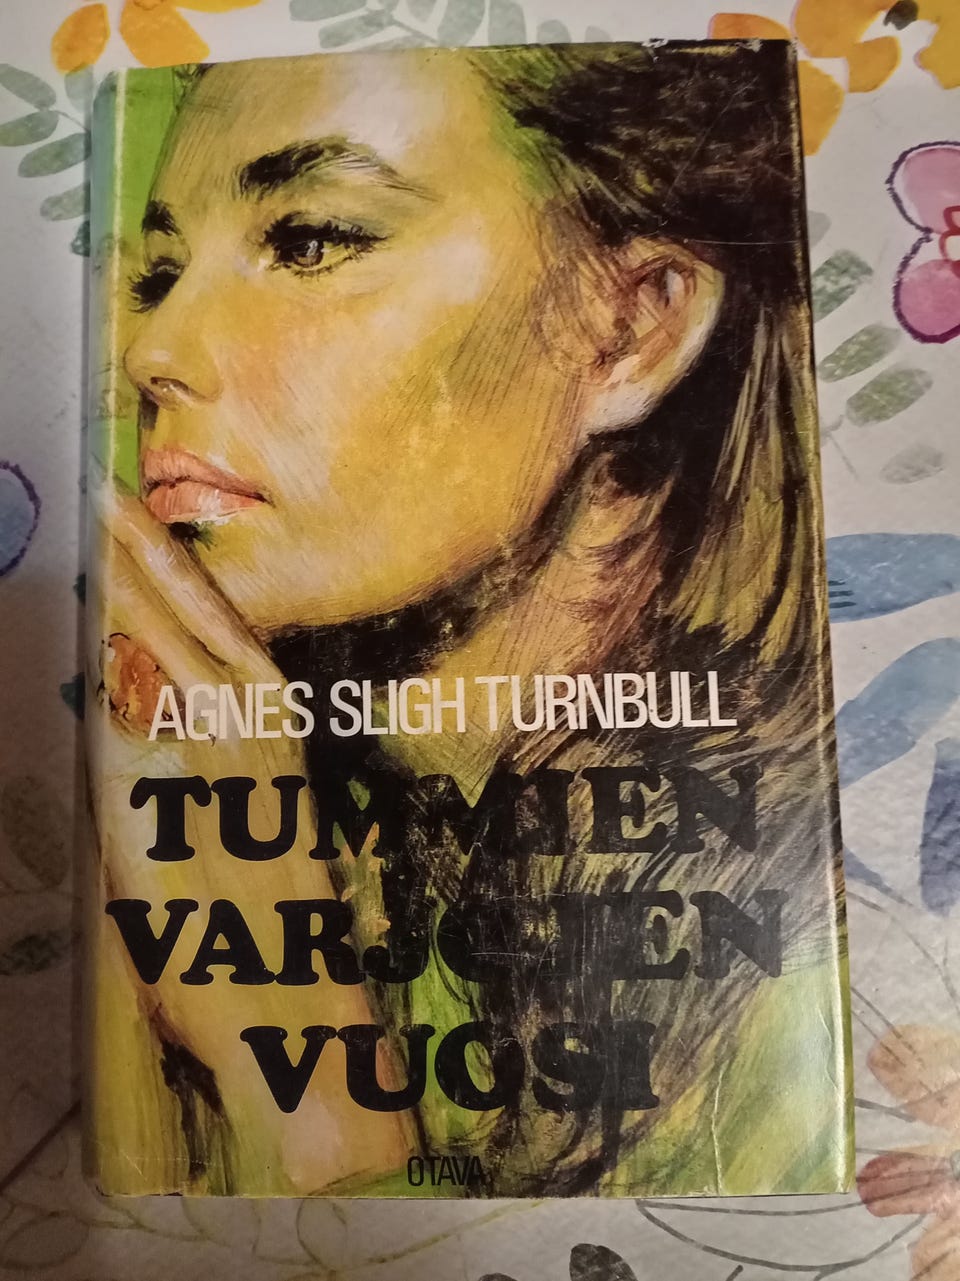 AGNES SLIGH TURNBULL
TUMMIEN
VARJOJEN
VUOSI
OTAVA